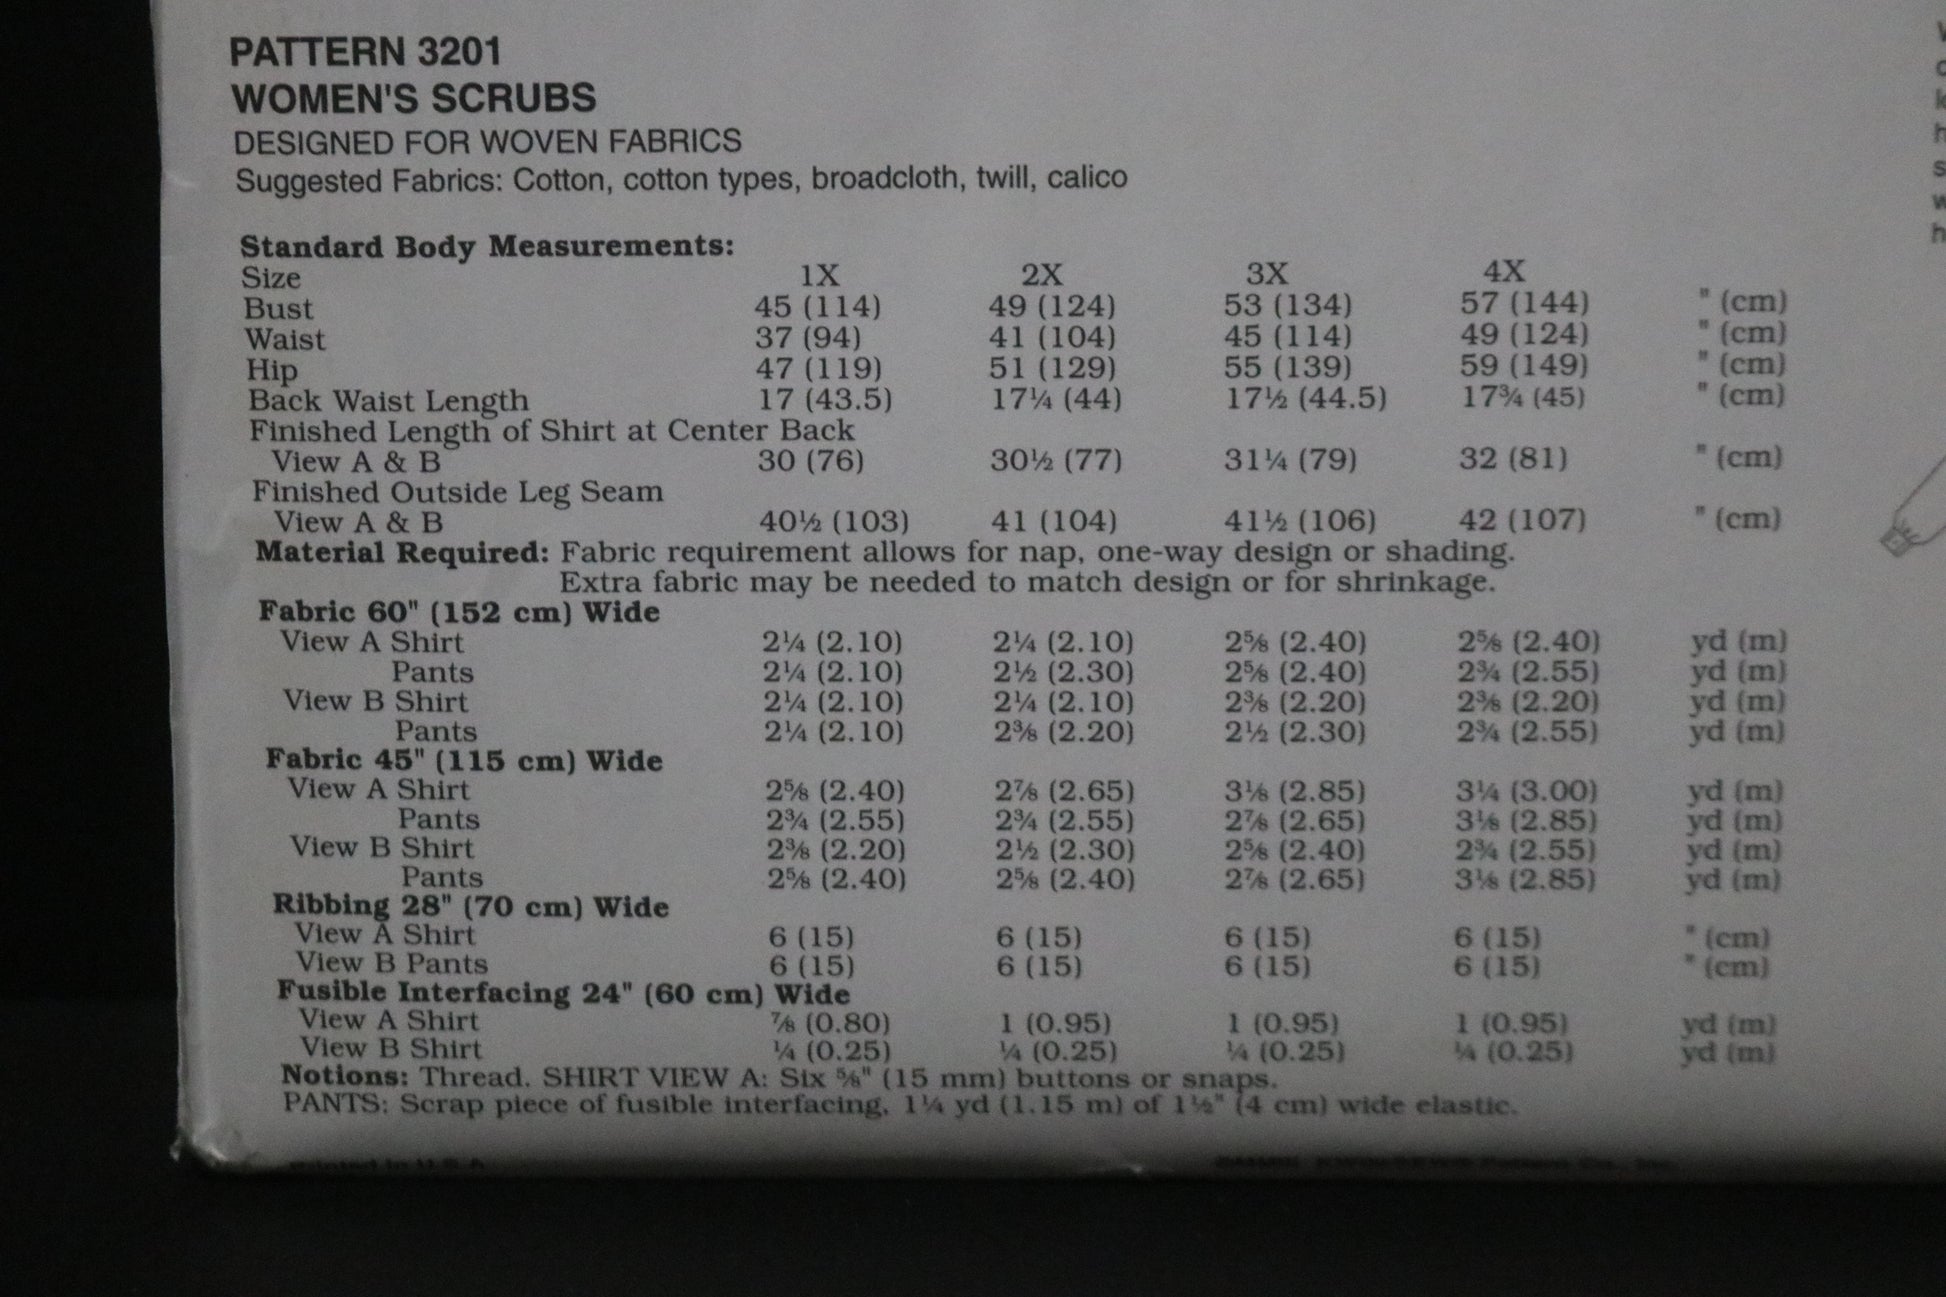 PATTERN 3201
WOMEN'S SCRUBS
DESIGNED FOR WOVEN FABRICS
Suggested Fabrics: Cotton, cotton types, broadcloth, twill, calico
Standard Body Measurements:
Size 1X 2X 3X 4X
Bust 45 (114) 49 (124) 53 (134) 57 (144) " (cm)
Waist 37 (94) 41 (104) 45 (114) 49 (124) " (cm)
Hip 47 (119) 51 (129) 55 (139) 59 (149) " (cm)
Back Waist Length 17 (43.5) 17¼ (44) 17½ (44.5) 17¾ (45) " (cm)
Finished Length of Shirt at Center Back
View A & B 30 (76) 30½ (77) 31¼ (79) 32 (81) " (cm)
Finished Outside Leg Seam
View A & B 40½ (103) 41 (104) 41½ (106) 42 (107) " (cm)
Material Required: Fabric requirement allows for nap, one-way design or shading.
Extra fabric may be needed to match design or for shrinkage.
Fabric 60" (152 cm) Wide
View A Shirt 2¼ (2.10) 2¼ (2.10) 2⅝ (2.40) 2⅝ (2.40) yd (m)
Pants 2¼ (2.10) 2½ (2.30) 2⅝ (2.40) 2¾ (2.55) yd (m)
View B Shirt 2¼ (2.10) 2¼ (2.10) 2⅜ (2.20) 2⅜ (2.20) yd (m)
Pants 2¼ (2.10) 2⅜ (2.20) 2½ (2.30) 2¾ (2.55) yd (m)
Fabric 45" (115 cm) Wide
View A Shirt 2⅝ (2.40) 2⅞ (2.65) 3⅛ (2.85) 3¼ (3.00) yd (m)
Pants 2¾ (2.55) 2¾ (2.55) 2⅞ (2.65) 3⅛ (2.85) yd (m)
View B Shirt 2⅜ (2.20) 2½ (2.30) 2⅝ (2.40) 2¾ (2.55) yd (m)
Pants 2⅝ (2.40) 2⅝ (2.40) 2⅞ (2.65) 3⅛ (2.85) yd (m)
Ribbing 28" (70 cm) Wide
View A Shirt 6 (15) 6 (15) 6 (15) 6 (15) " (cm)
View B Pants 6 (15) 6 (15) 6 (15) 6 (15) " (cm)
Fusible Interfacing 24" (60 cm) Wide
View A Shirt ⅞ (0.80) 1 (0.95) 1 (0.95) 1 (0.95) yd (m)
View B Shirt ¼ (0.25) ¼ (0.25) ¼ (0.25) ¼ (0.25) yd (m)
Notions: Thread. SHIRT VIEW A: Six ⅝" (15 mm) buttons or snaps.
PANTS: Scrap piece of fusible interfacing, 1¼ yd (1.15 m) of 1½" (4 cm) wide elastic.